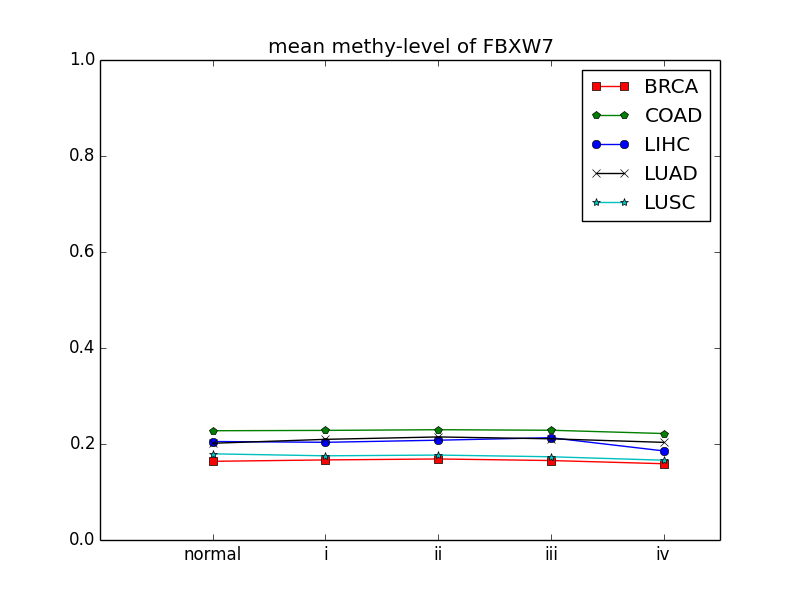 mean methy-level of FBXW7
1.0
0.8
0.6
0.4
0.2
0.0
normal
i
ii
iii
iv
BRCA
COAD
LIHC
LUAD
LUSC